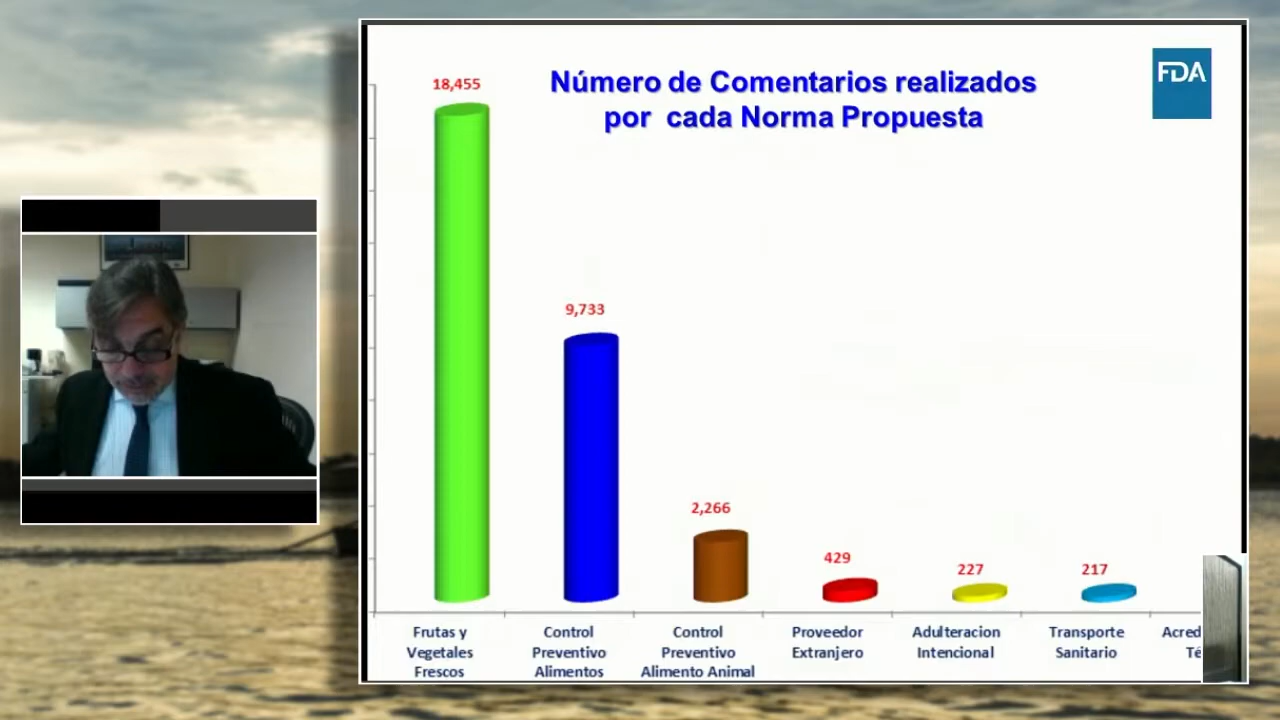 Número de Comentarios realizados
por cada Norma Propuesta
FDA
18,455
9,733
2,266
429
227
217
Frutas y
Vegetales
Frescos
Control
Preventivo
Alimentos
Control
Preventivo
Alimento Animal
Proveedor
Extranjero
Adulteracion
Intencional
Transporte
Sanitario